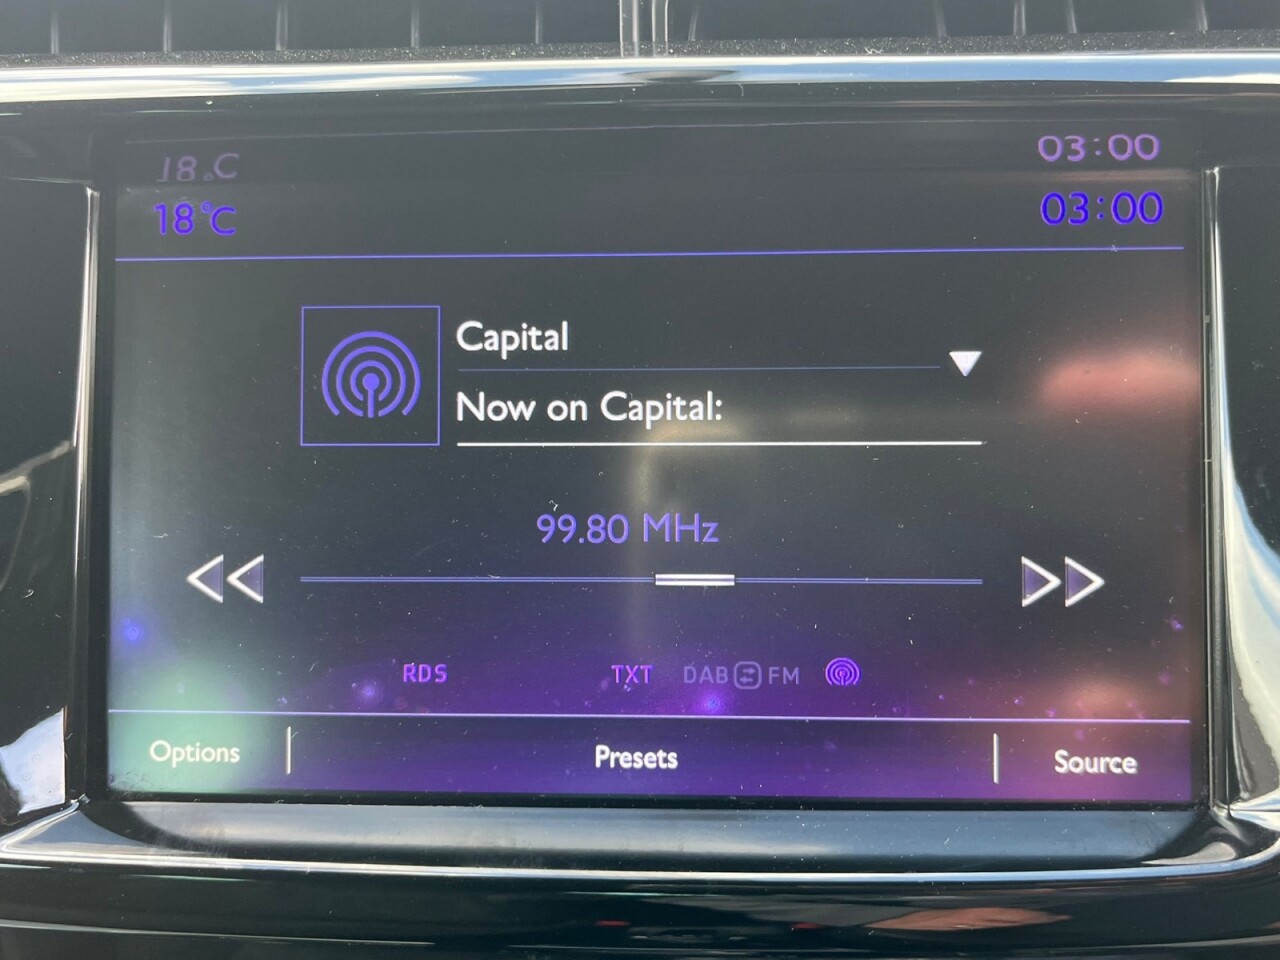 18°C 03:00
18°C 03:00
Capital
Now on Capital:
99.80 MHz
RDS TXT DAB FM
Options Presets Source